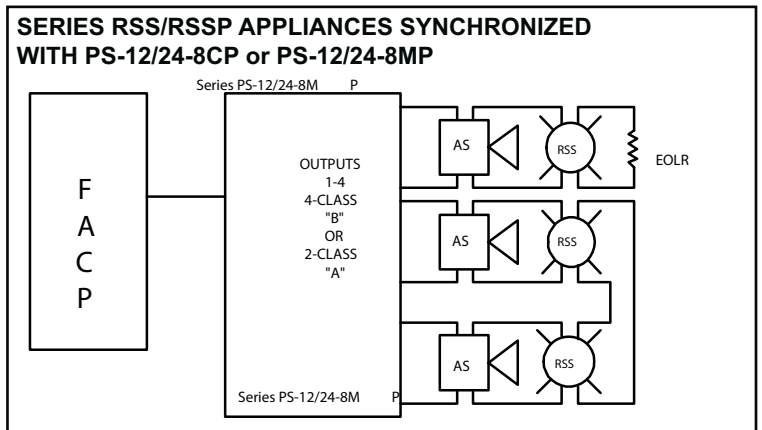 SERIES RSS/RSSP APPLIANCES SYNCHRONIZED
WITH PS-12/24-8CP or PS-12/24-8MP
Series PS-12/24-8M P
F
A
C
P
OUTPUTS
1-4
4-CLASS
"B"
OR
2-CLASS
"A"
Series PS-12/24-8M P
AS
RSS
EOLR
AS
RSS
AS
RSS